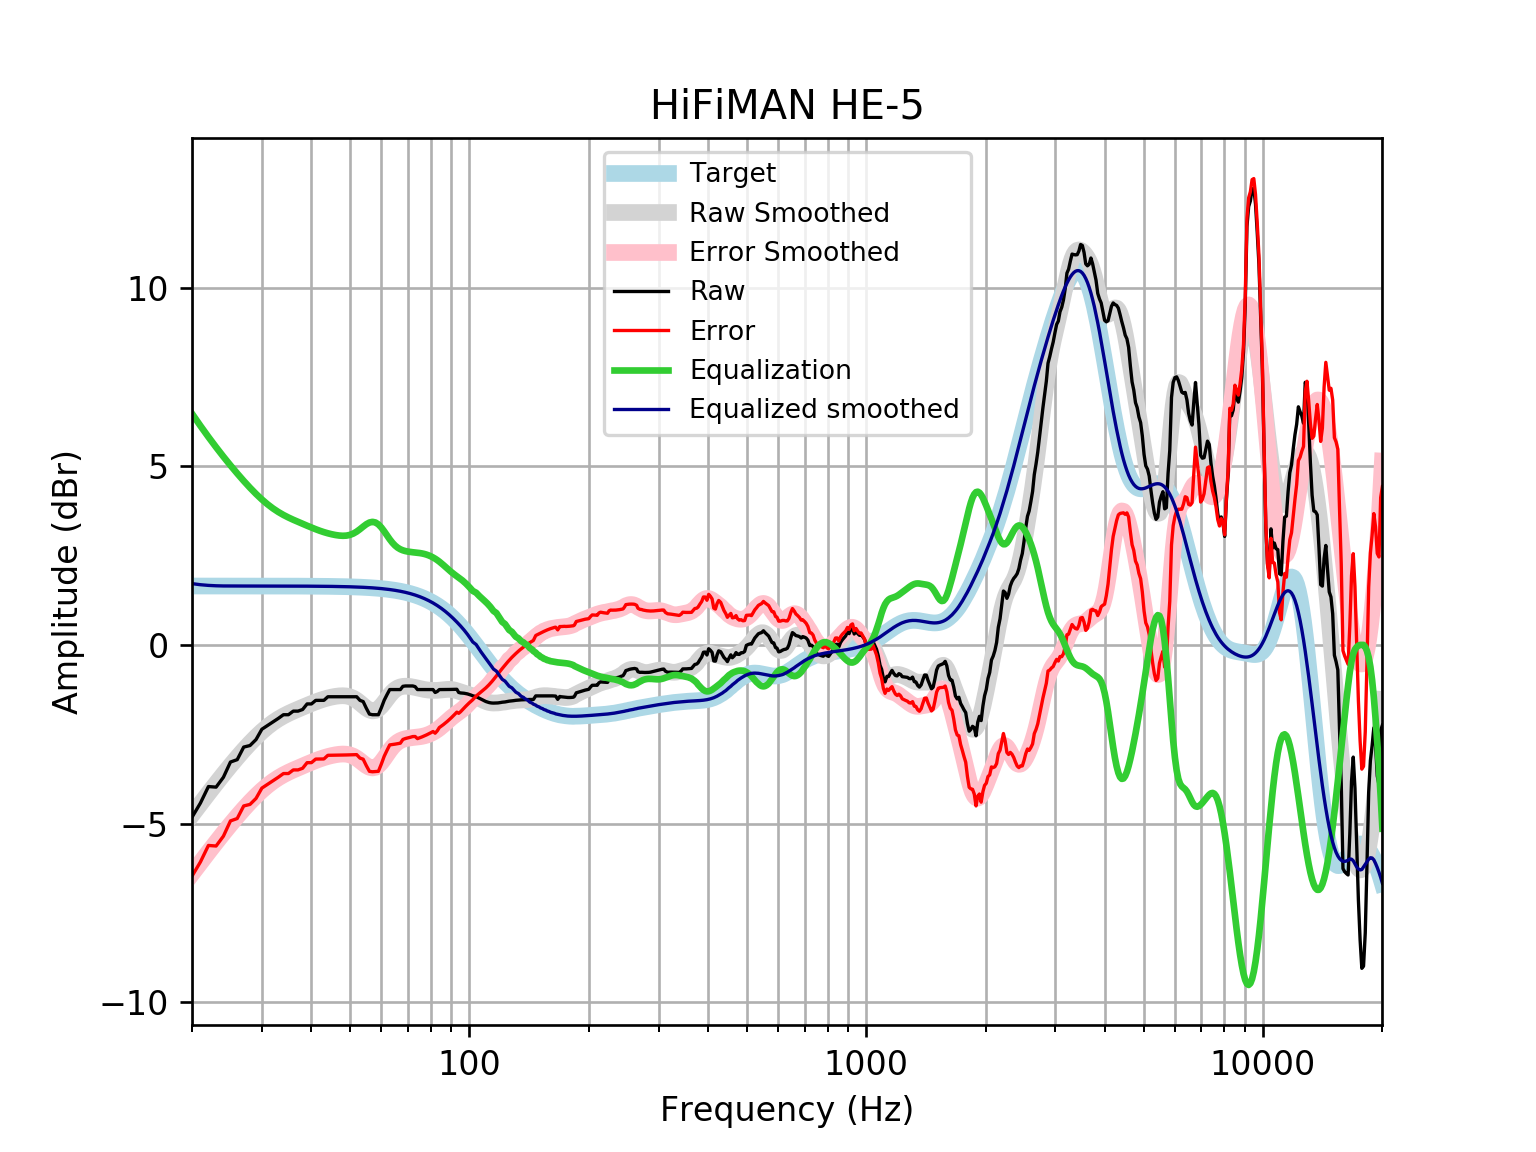 HiFiMAN HE-5
Target
Raw Smoothed
Error Smoothed
Raw
Error
Equalization
Equalized smoothed
10
5
0
−5
−10
Amplitude (dBr)
100
1000
10000
Frequency (Hz)